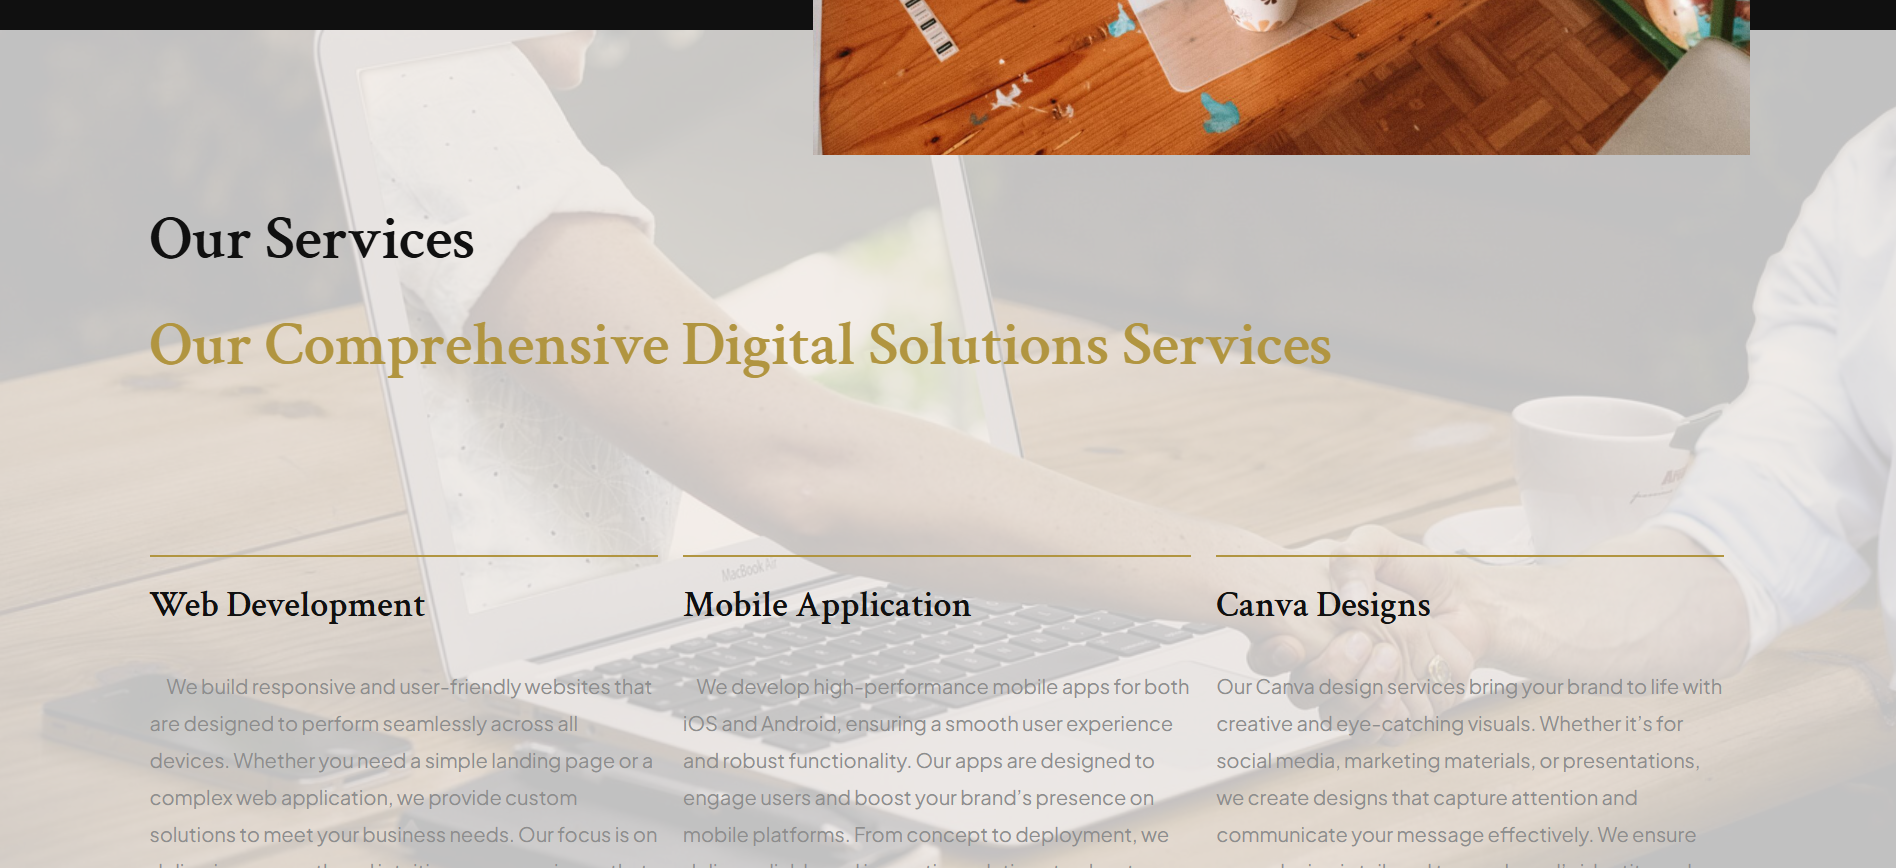 Our Services
Our Comprehensive Digital Solutions Services
MacBook Air
Web Development
Mobile Application
Canva Designs
We build responsive and user-friendly websites that
are designed to perform seamlessly across all
devices. Whether you need a simple landing page or a
complex web application, we provide custom
solutions to meet your business needs. Our focus is on
We develop high-performance mobile apps for both
iOS and Android, ensuring a smooth user experience
and robust functionality. Our apps are designed to
engage users and boost your brand’s presence on
mobile platforms. From concept to deployment, we
Our Canva design services bring your brand to life with
creative and eye-catching visuals. Whether it’s for
social media, marketing materials, or presentations,
we create designs that capture attention and
communicate your message effectively. We ensure